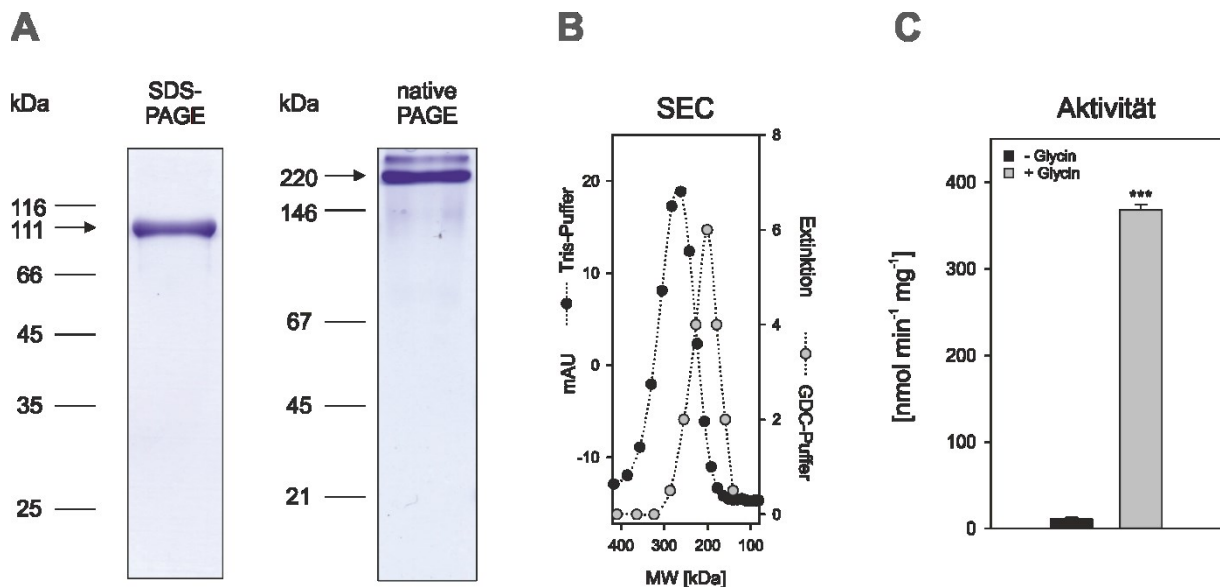 A
kDa
SDS-
PAGE
116
111
66
45
35
25
kDa
native
PAGE
220
146
67
45
21
B
SEC
mAU Tris-Puffer
20
10
0
-10
8
6
4
2
0
Extinktion
GDC-Puffer
400 300 200 100
MW [kDa]
C
Aktivität
[nmol min⁻¹ mg⁻¹]
400
300
200
100
0
- Glycin
+ Glycin
***